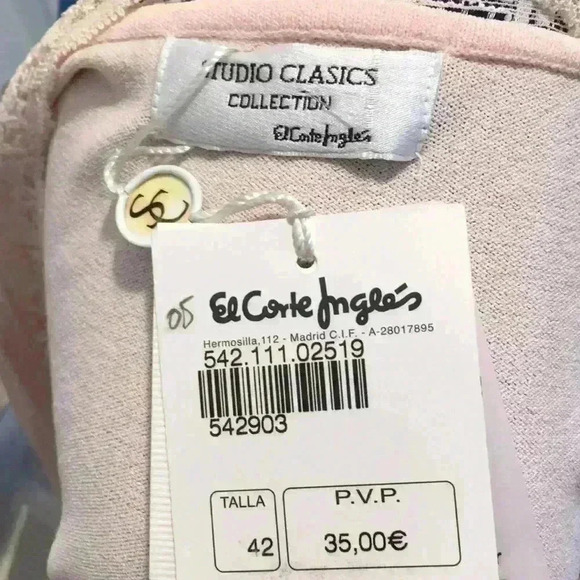 STUDIO CLASICS
COLLECTION
El Corte Inglés
SC
05
El Corte Inglés
Hermosilla,112 - Madrid C.I.F. - A-28017895
542.111.02519
542903
TALLA
42
P.V.P.
35,00€